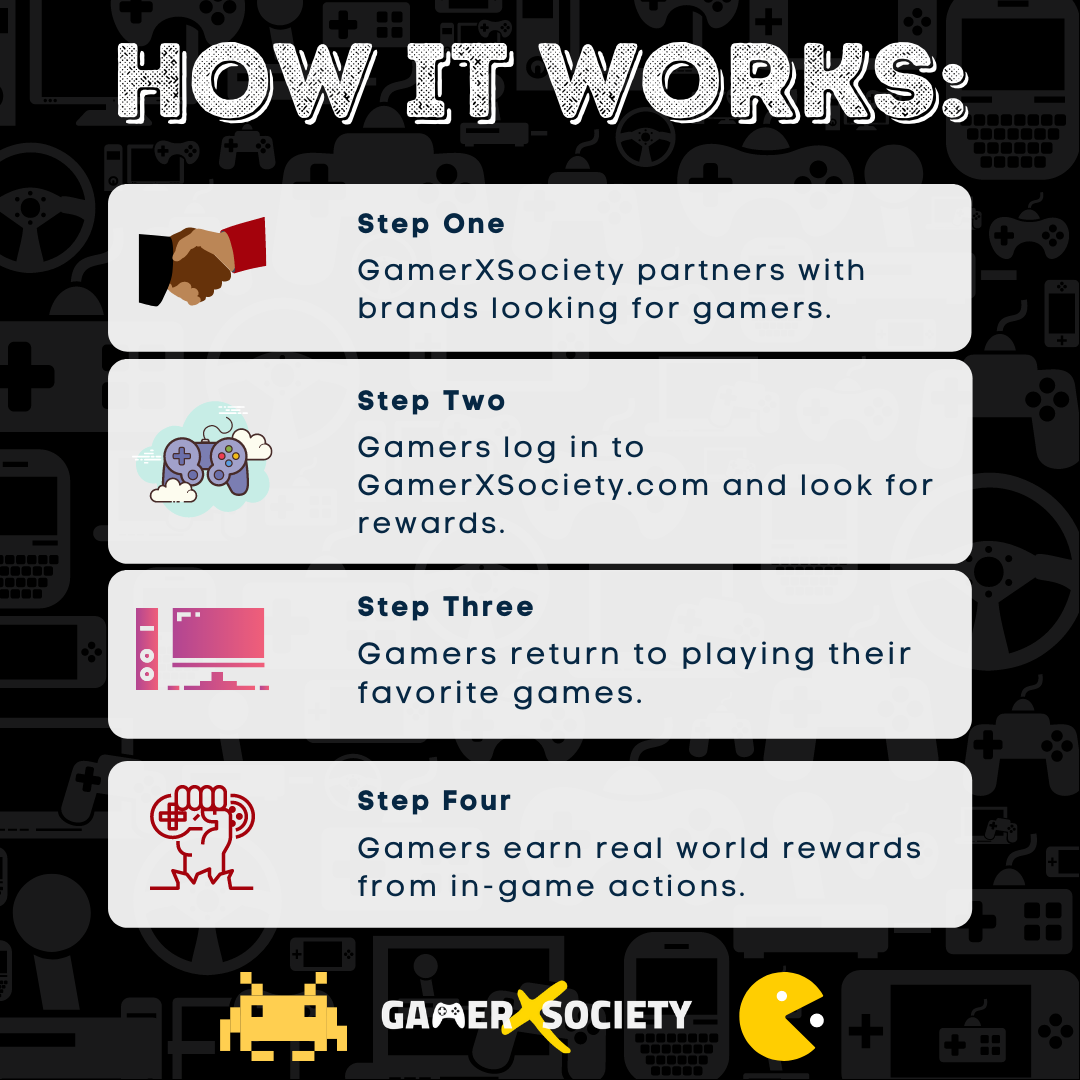 HOW IT WORKS:
Step One
GamerXSociety partners with
brands looking for gamers.
Step Two
Gamers log in to
GamerXSociety.com and look for
rewards.
Step Three
Gamers return to playing their
favorite games.
Step Four
Gamers earn real world rewards
from in-game actions.
GAMERXSOCIETY